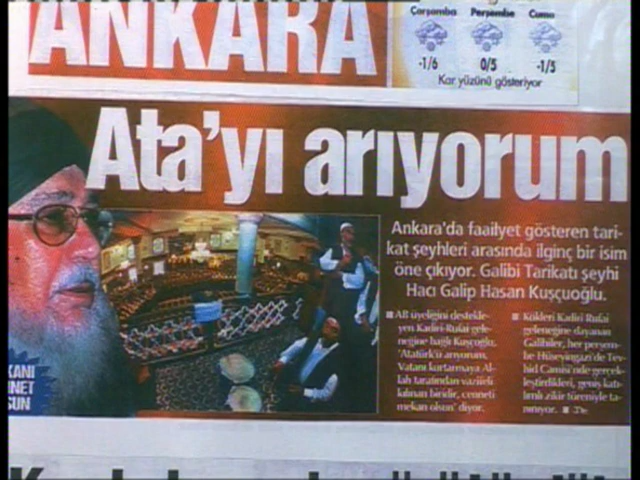 ANKARA
Çarşamba Perşembe Cuma
-1/6 0/5 -1/5
Kar yüzünü gösteriyor
Ata'yı arıyorum
Ankara'da faaliyet gösteren tari-
kat şeyhleri arasında ilginç bir isim
öne çıkıyor. Galibi Tarikatı şeyhi
Hacı Galip Hasan Kuşçuoğlu.
■ AB üyeliğini destekle-
yen Kadiri-Rufai gele-
neğine bağlı Kuşçuoğlu,
'Atatürk'ü arıyorum.
Vatanı kurtarmaya Al-
lah tarafından vazifeli
kılınan biridir, cenneti
mekan olsun' diyor.
■ Kökleri Kadiri Rufai
geleneğine dayanan
Galibiler, her perşem-
be Hüseyingazi'de Tev-
hid Camisi'nde gerçek-
leştirdikleri, geniş katı-
lımlı zikir töreniyle ta-
nınıyor. ■
KANI
RNET
SUN